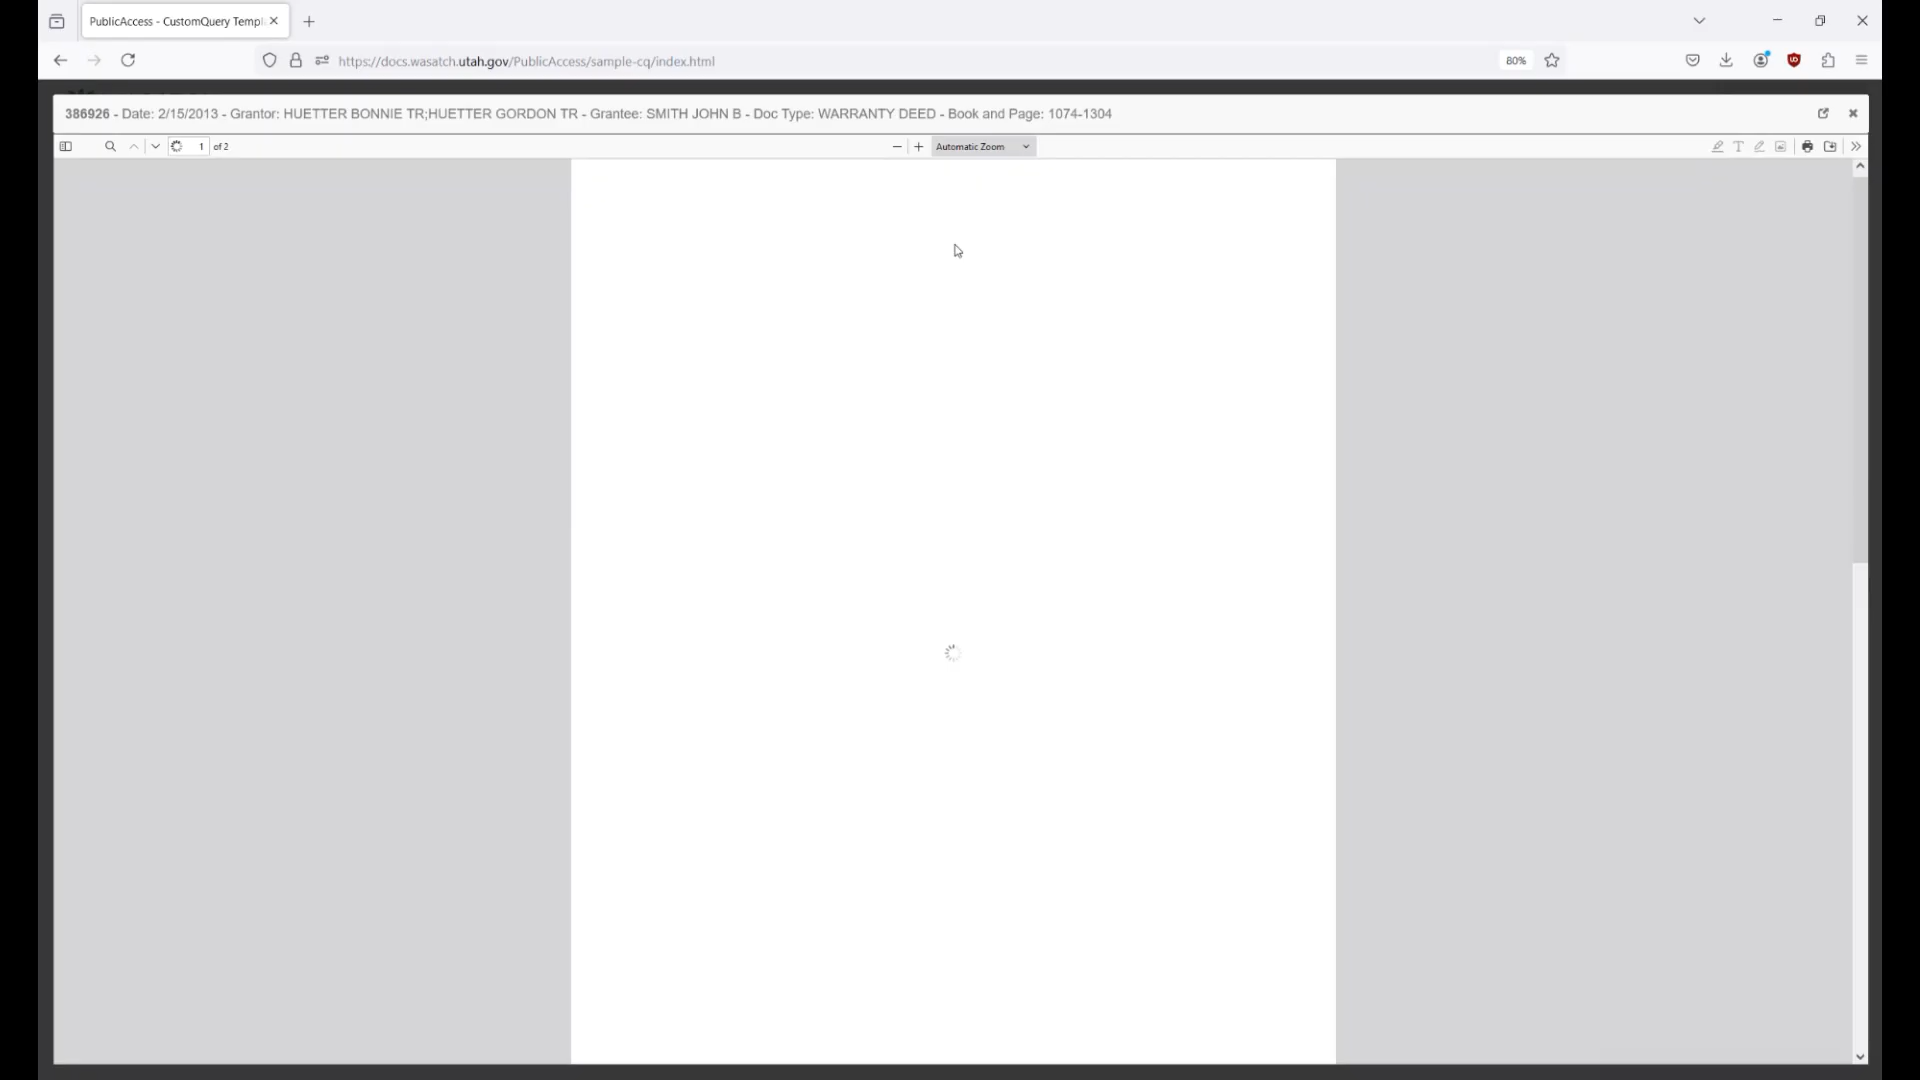 PublicAccess - CustomQuery Templ
https://docs.wasatch.utah.gov/PublicAccess/sample-cq/index.html
80%
386926 - Date: 2/15/2013 - Grantor: HUETTER BONNIE TR;HUETTER GORDON TR - Grantee: SMITH JOHN B - Doc Type: WARRANTY DEED - Book and Page: 1074-1304
1 of 2
Automatic Zoom